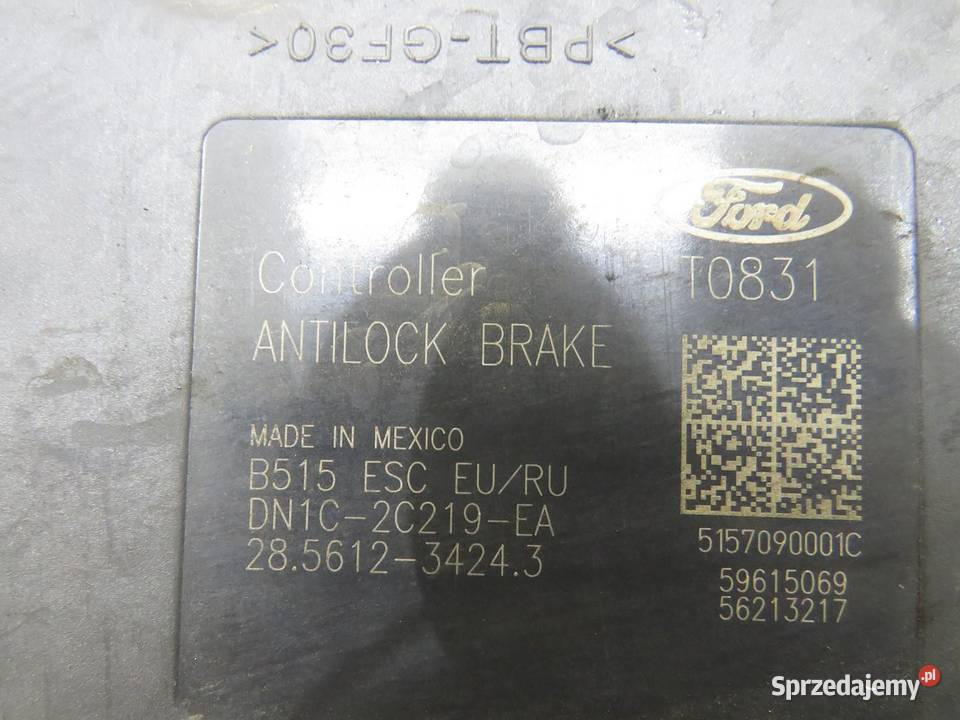 >PBT-GF30<
Ford
Controller T0831
ANTILOCK BRAKE
MADE IN MEXICO
B515 ESC EU/RU
DN1C-2C219-EA
28.5612-3424.3
5157090001C
59615069
56213217
Sprzedajemy.pl